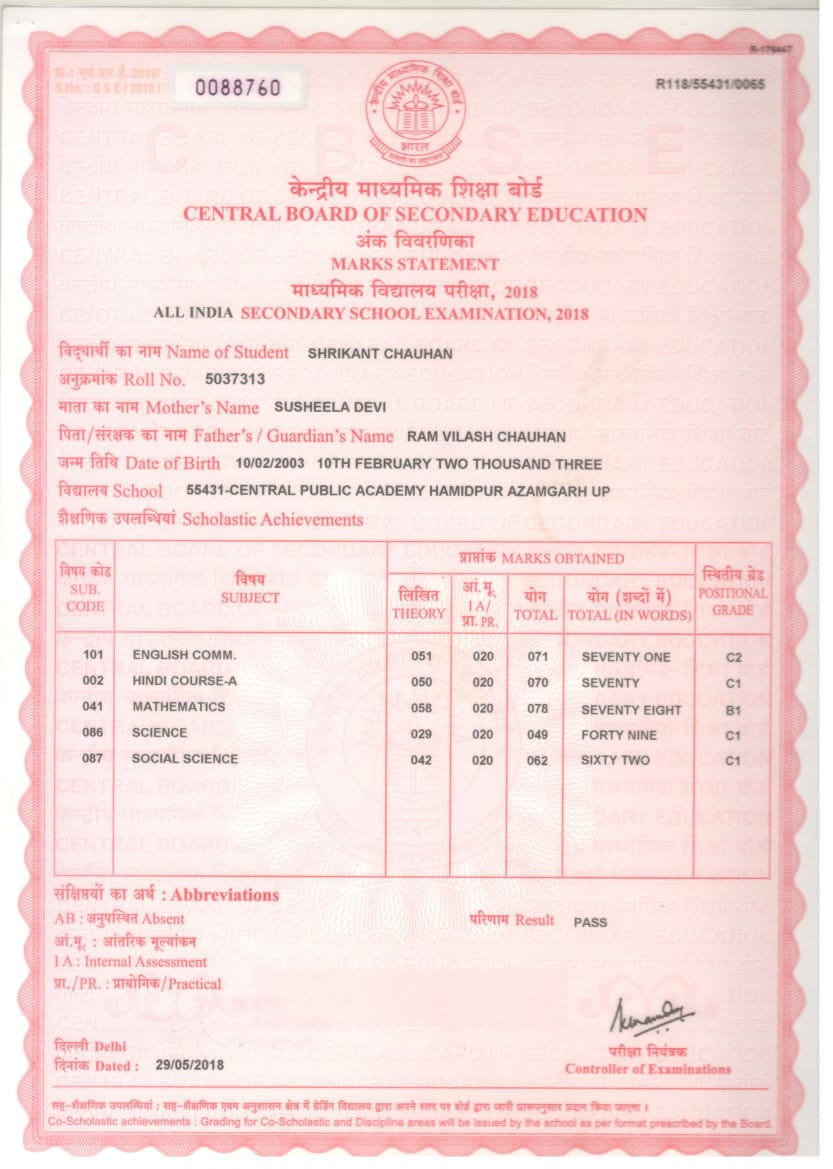 R-176447
क्र.: एस.एस.ई./2018/
S.No. : S S E / 2018 /
0088760
R118/55431/0065
केन्द्रीय माध्यमिक शिक्षा बोर्ड
भारत
असतो मा सद्गमय
C B S E
केन्द्रीय माध्यमिक शिक्षा बोर्ड
CENTRAL BOARD OF SECONDARY EDUCATION
अंक विवरणिका
MARKS STATEMENT
माध्यमिक विद्यालय परीक्षा, 2018
ALL INDIA SECONDARY SCHOOL EXAMINATION, 2018
विद्यार्थी का नाम Name of Student SHRIKANT CHAUHAN
अनुक्रमांक Roll No. 5037313
माता का नाम Mother's Name SUSHEELA DEVI
पिता/संरक्षक का नाम Father's / Guardian's Name RAM VILASH CHAUHAN
जन्म तिथि Date of Birth 10/02/2003 10TH FEBRUARY TWO THOUSAND THREE
विद्यालय School 55431-CENTRAL PUBLIC ACADEMY HAMIDPUR AZAMGARH UP
शैक्षणिक उपलब्धियां Scholastic Achievements
विषय कोड SUB. CODE
विषय SUBJECT
प्राप्तांक MARKS OBTAINED
लिखित THEORY
आं.मू. I A/ प्रा. PR.
योग TOTAL
योग (शब्दों में) TOTAL (IN WORDS)
स्थितीय ग्रेड POSITIONAL GRADE
101 ENGLISH COMM. 051 020 071 SEVENTY ONE C2
002 HINDI COURSE-A 050 020 070 SEVENTY C1
041 MATHEMATICS 058 020 078 SEVENTY EIGHT B1
086 SCIENCE 029 020 049 FORTY NINE C1
087 SOCIAL SCIENCE 042 020 062 SIXTY TWO C1
संक्षिप्तयों का अर्थ : Abbreviations
AB : अनुपस्थित Absent
परिणाम Result PASS
आं.मू. : आंतरिक मूल्यांकन
I A : Internal Assessment
प्रा./PR. : प्रायोगिक/Practical
दिल्ली Delhi
दिनांक Dated : 29/05/2018
परीक्षा नियंत्रक
Controller of Examinations
सह-शैक्षणिक उपलब्धियां : सह-शैक्षणिक एवम अनुशासन क्षेत्र में ग्रेडिंग विद्यालय द्वारा अपने स्तर पर बोर्ड द्वारा जारी प्रारूपनुसार प्रदान किया जाएगा ।
Co-Scholastic achievements : Grading for Co-Scholastic and Discipline areas will be issued by the school as per format prescribed by the Board.